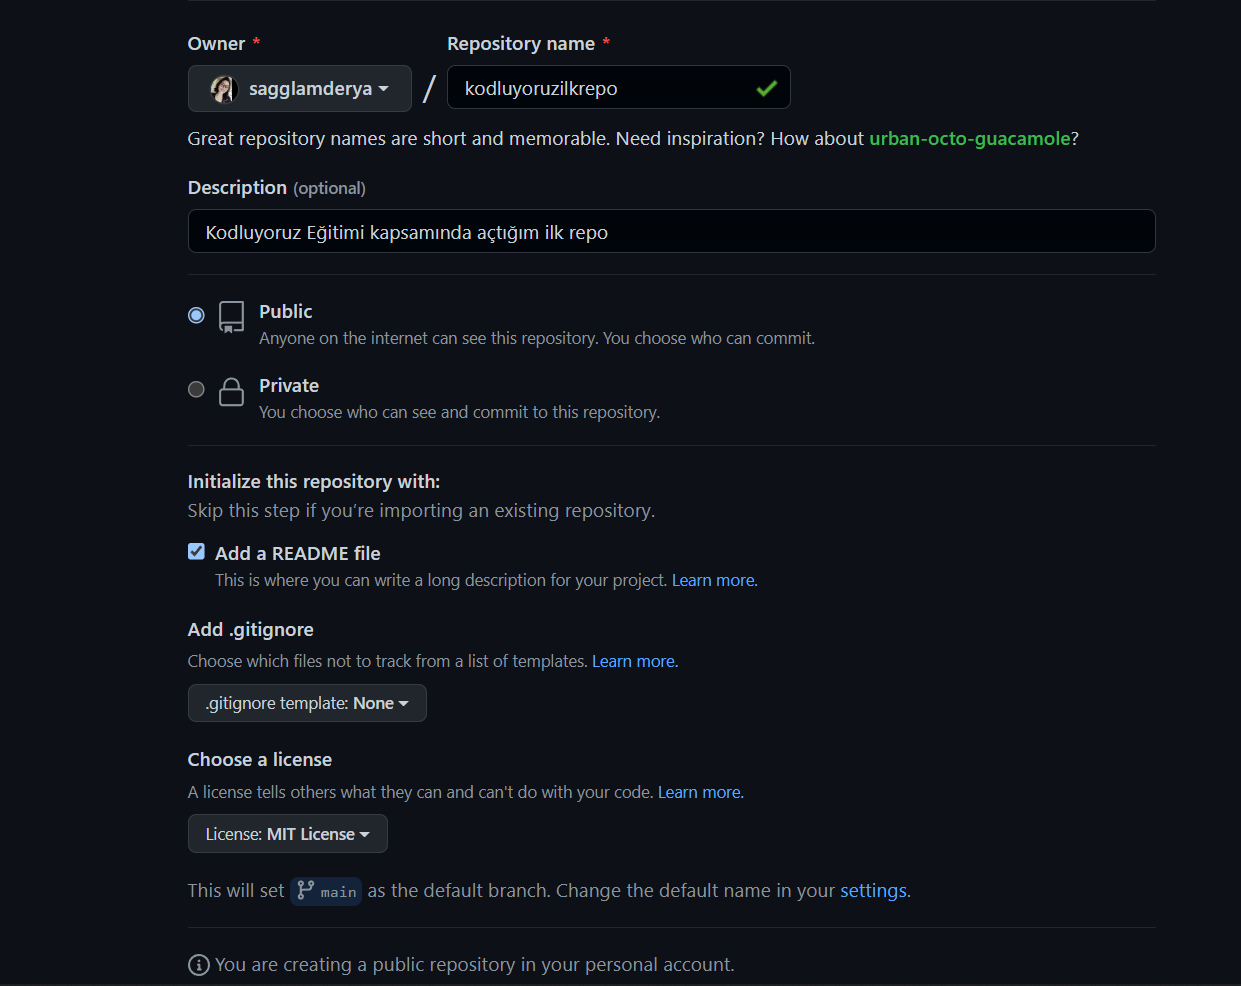 Owner * Repository name *
sagglamderya / kodluyoruzilkrepo
Great repository names are short and memorable. Need inspiration? How about urban-octo-guacamole?
Description (optional)
Kodluyoruz Eğitimi kapsamında açtığım ilk repo
Public
Anyone on the internet can see this repository. You choose who can commit.
Private
You choose who can see and commit to this repository.
Initialize this repository with:
Skip this step if you’re importing an existing repository.
Add a README file
This is where you can write a long description for your project. Learn more.
Add .gitignore
Choose which files not to track from a list of templates. Learn more.
.gitignore template: None
Choose a license
A license tells others what they can and can't do with your code. Learn more.
License: MIT License
This will set main as the default branch. Change the default name in your settings.
You are creating a public repository in your personal account.